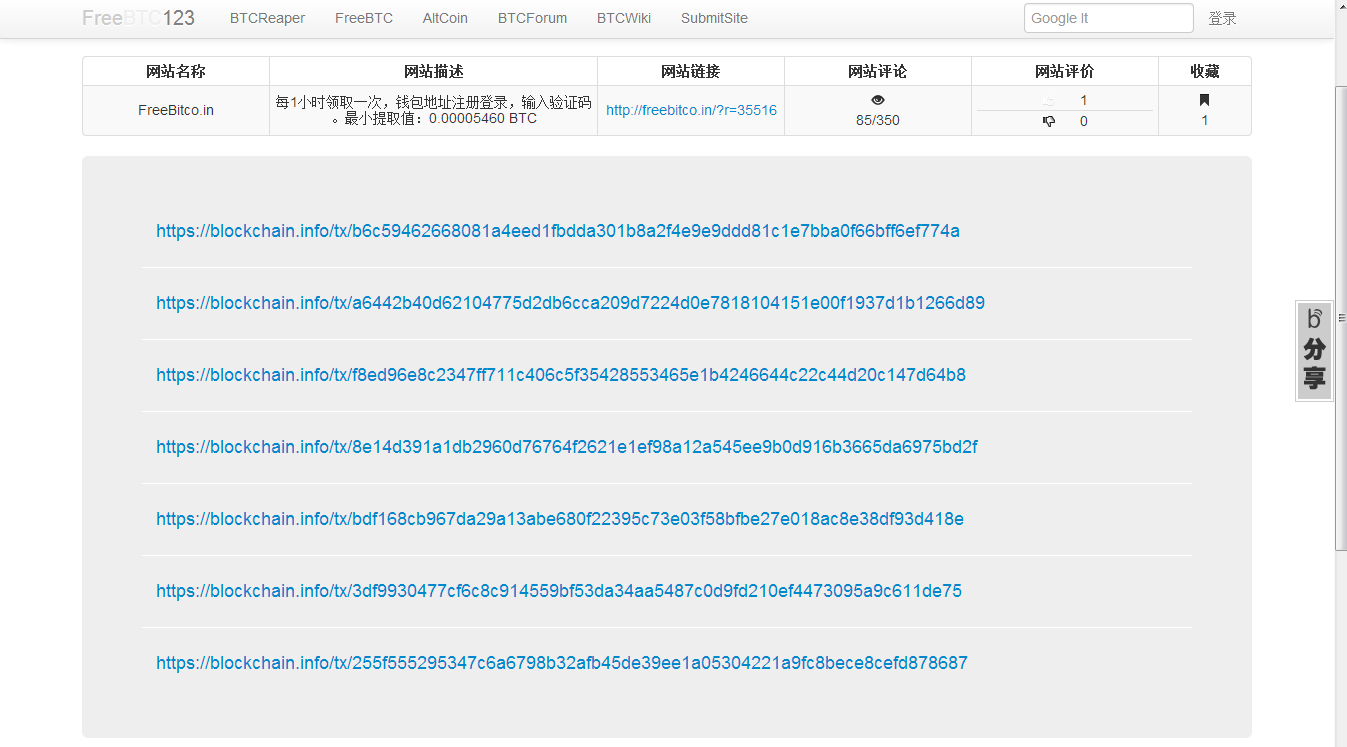 FreeBTC123 BTCReaper FreeBTC AltCoin BTCForum BTCWiki SubmitSite Google It 登录
网站名称 网站描述 网站链接 网站评论 网站评价 收藏
FreeBitco.in 每1小时领取一次，钱包地址注册登录，输入验证码 http://freebitco.in/?r=35516 1
。最小提取值：0.00005460 BTC 85/350 0 1
https://blockchain.info/tx/b6c59462668081a4eed1fbdda301b8a2f4e9e9ddd81c1e7bba0f66bff6ef774a
https://blockchain.info/tx/a6442b40d62104775d2db6cca209d7224d0e7818104151e00f1937d1b1266d89
https://blockchain.info/tx/f8ed96e8c2347ff711c406c5f35428553465e1b4246644c22c44d20c147d64b8
https://blockchain.info/tx/8e14d391a1db2960d76764f2621e1ef98a12a545ee9b0d916b3665da6975bd2f
https://blockchain.info/tx/bdf168cb967da29a13abe680f22395c73e03f58bfbe27e018ac8e38df93d418e
https://blockchain.info/tx/3df9930477cf6c8c914559bf53da34aa5487c0d9fd210ef4473095a9c611de75
https://blockchain.info/tx/255f555295347c6a6798b32afb45de39ee1a05304221a9fc8bece8cefd878687
分享